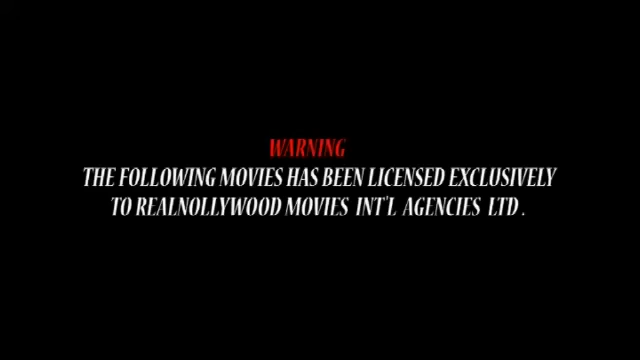 WARNING
THE FOLLOWING MOVIES HAS BEEN LICENSED EXCLUSIVELY
TO REALNOLLYWOOD MOVIES INT'L AGENCIES LTD.